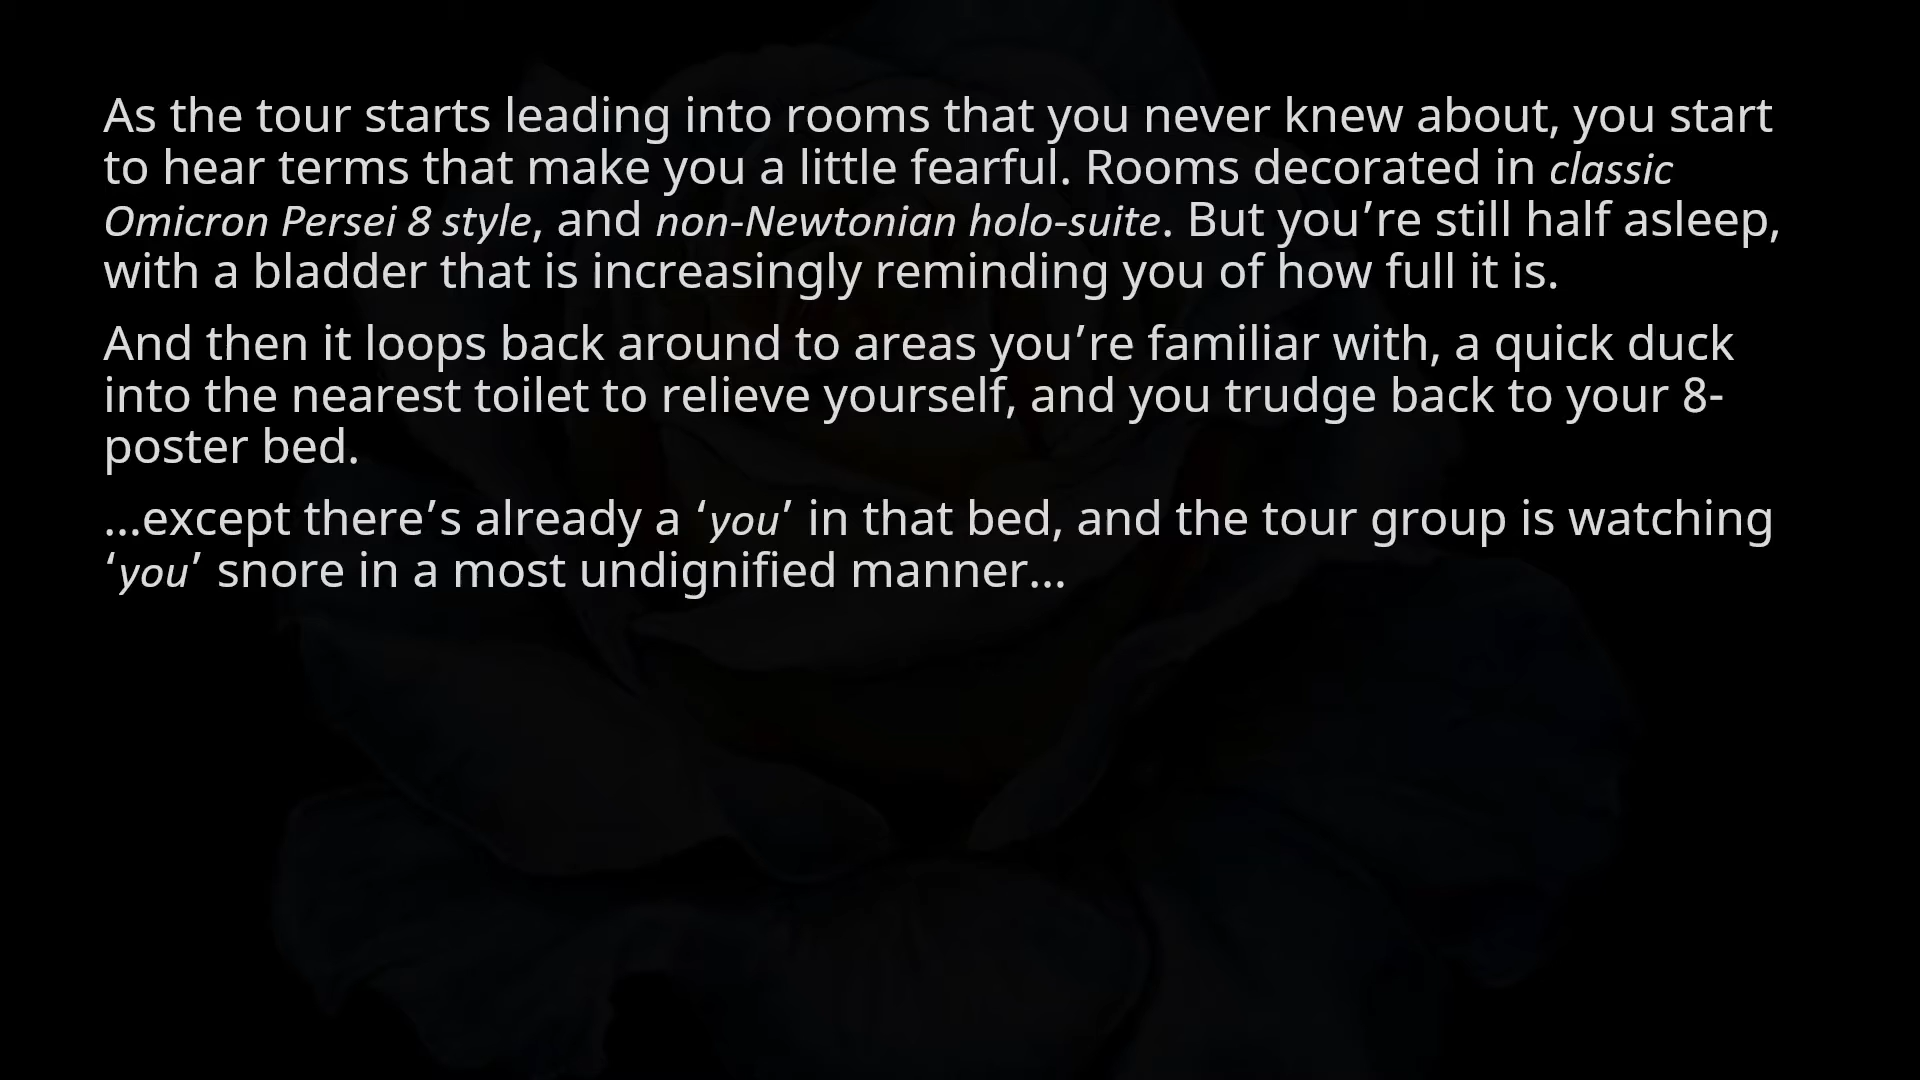 As the tour starts leading into rooms that you never knew about, you start
to hear terms that make you a little fearful. Rooms decorated in classic
Omicron Persei 8 style, and non-Newtonian holo-suite. But you’re still half asleep,
with a bladder that is increasingly reminding you of how full it is.
And then it loops back around to areas you’re familiar with, a quick duck
into the nearest toilet to relieve yourself, and you trudge back to your 8-
poster bed.
…except there’s already a ‘you’ in that bed, and the tour group is watching
‘you’ snore in a most undignified manner…